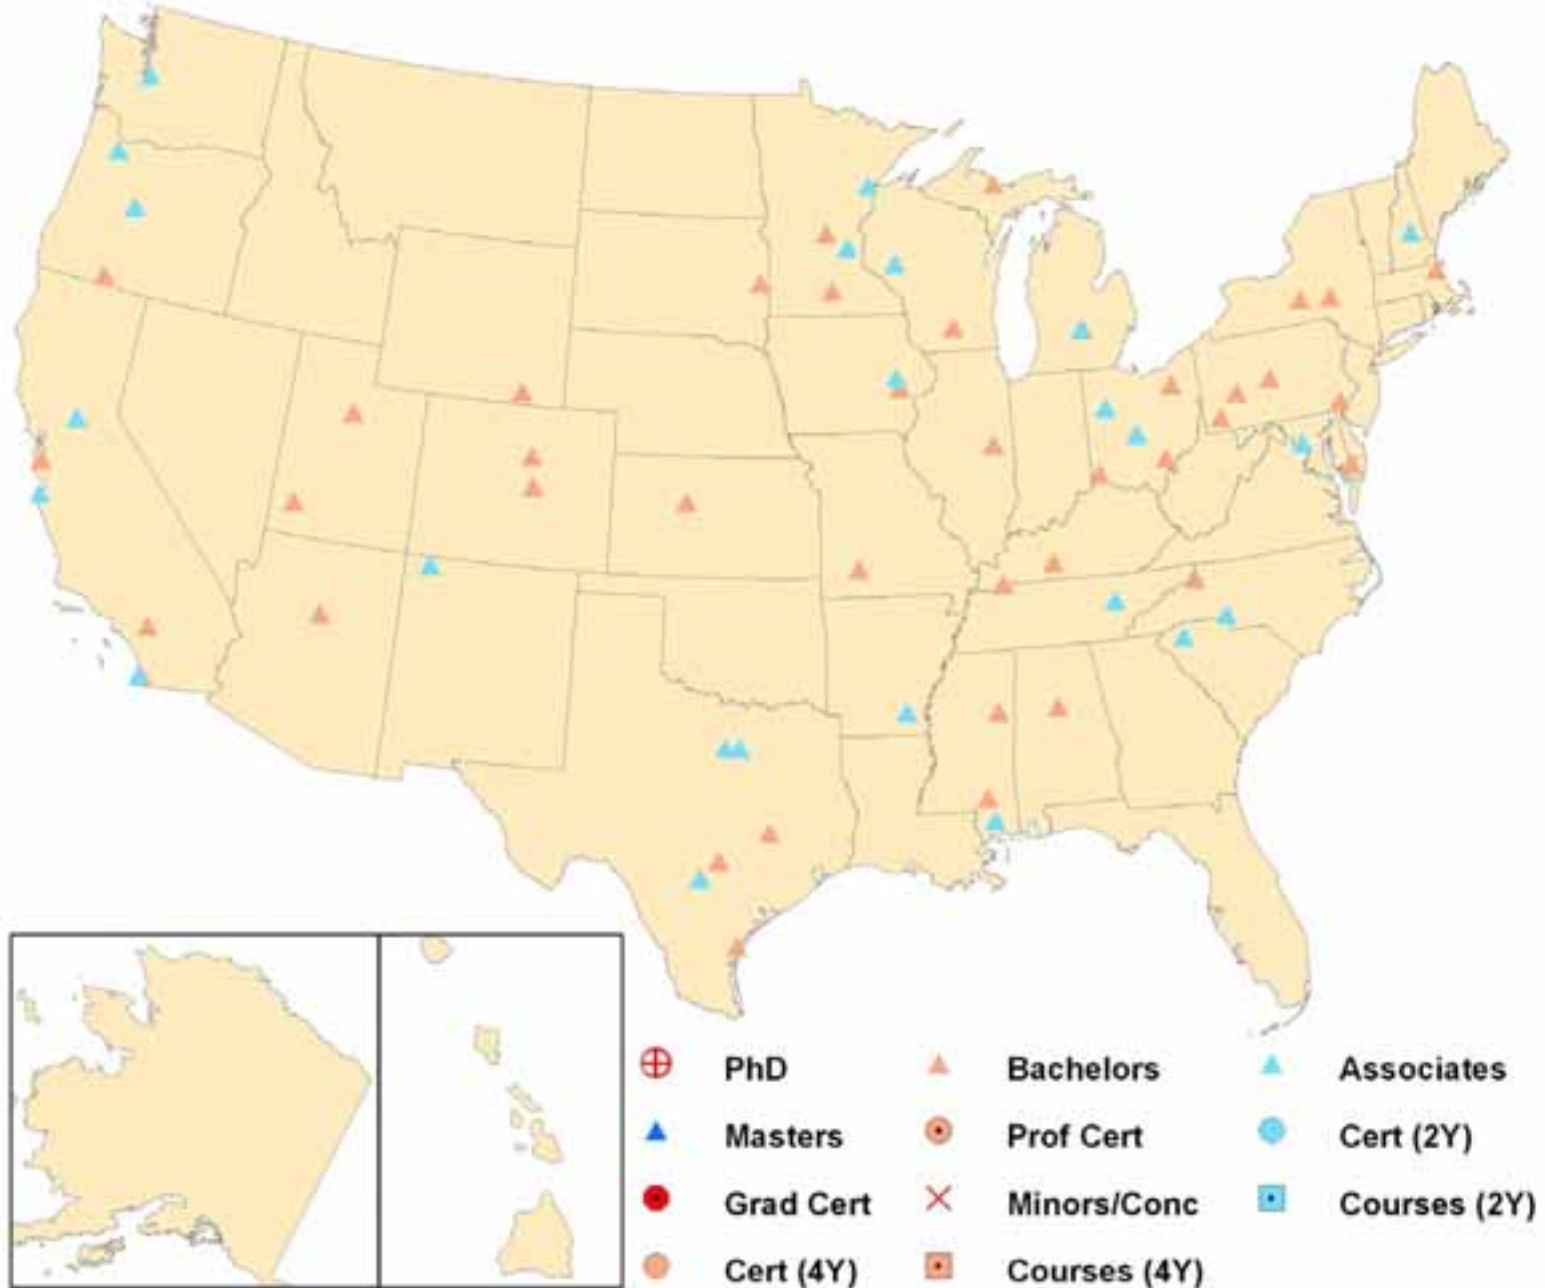 PhD Bachelors Associates
Masters Prof Cert Cert (2Y)
Grad Cert Minors/Conc Courses (2Y)
Cert (4Y) Courses (4Y)